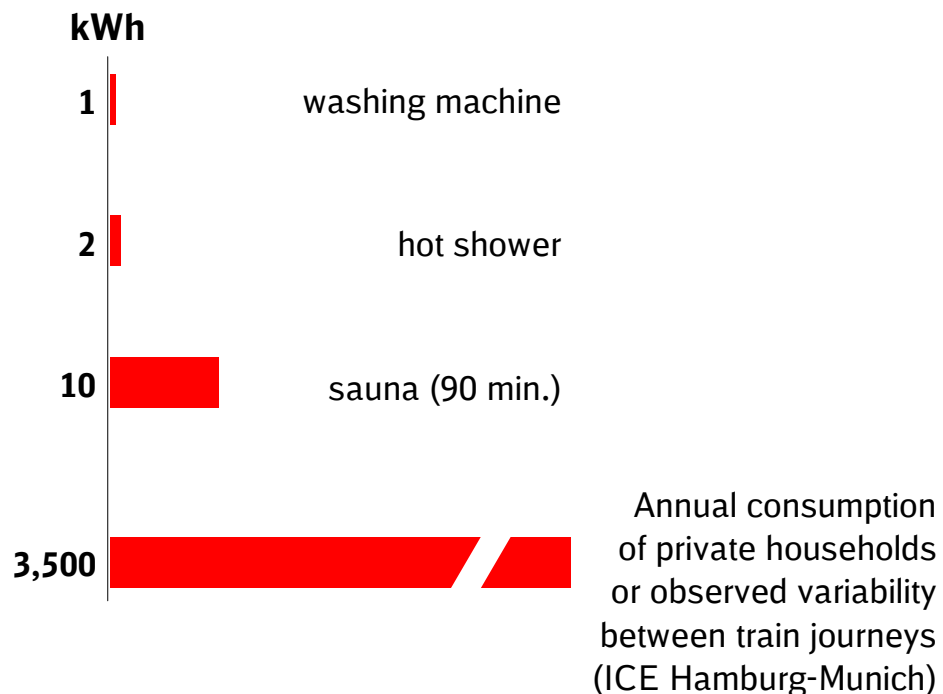 kWh
1 washing machine
2 hot shower
10 sauna (90 min.)
3,500
Annual consumption
of private households
or observed variability
between train journeys
(ICE Hamburg-Munich)